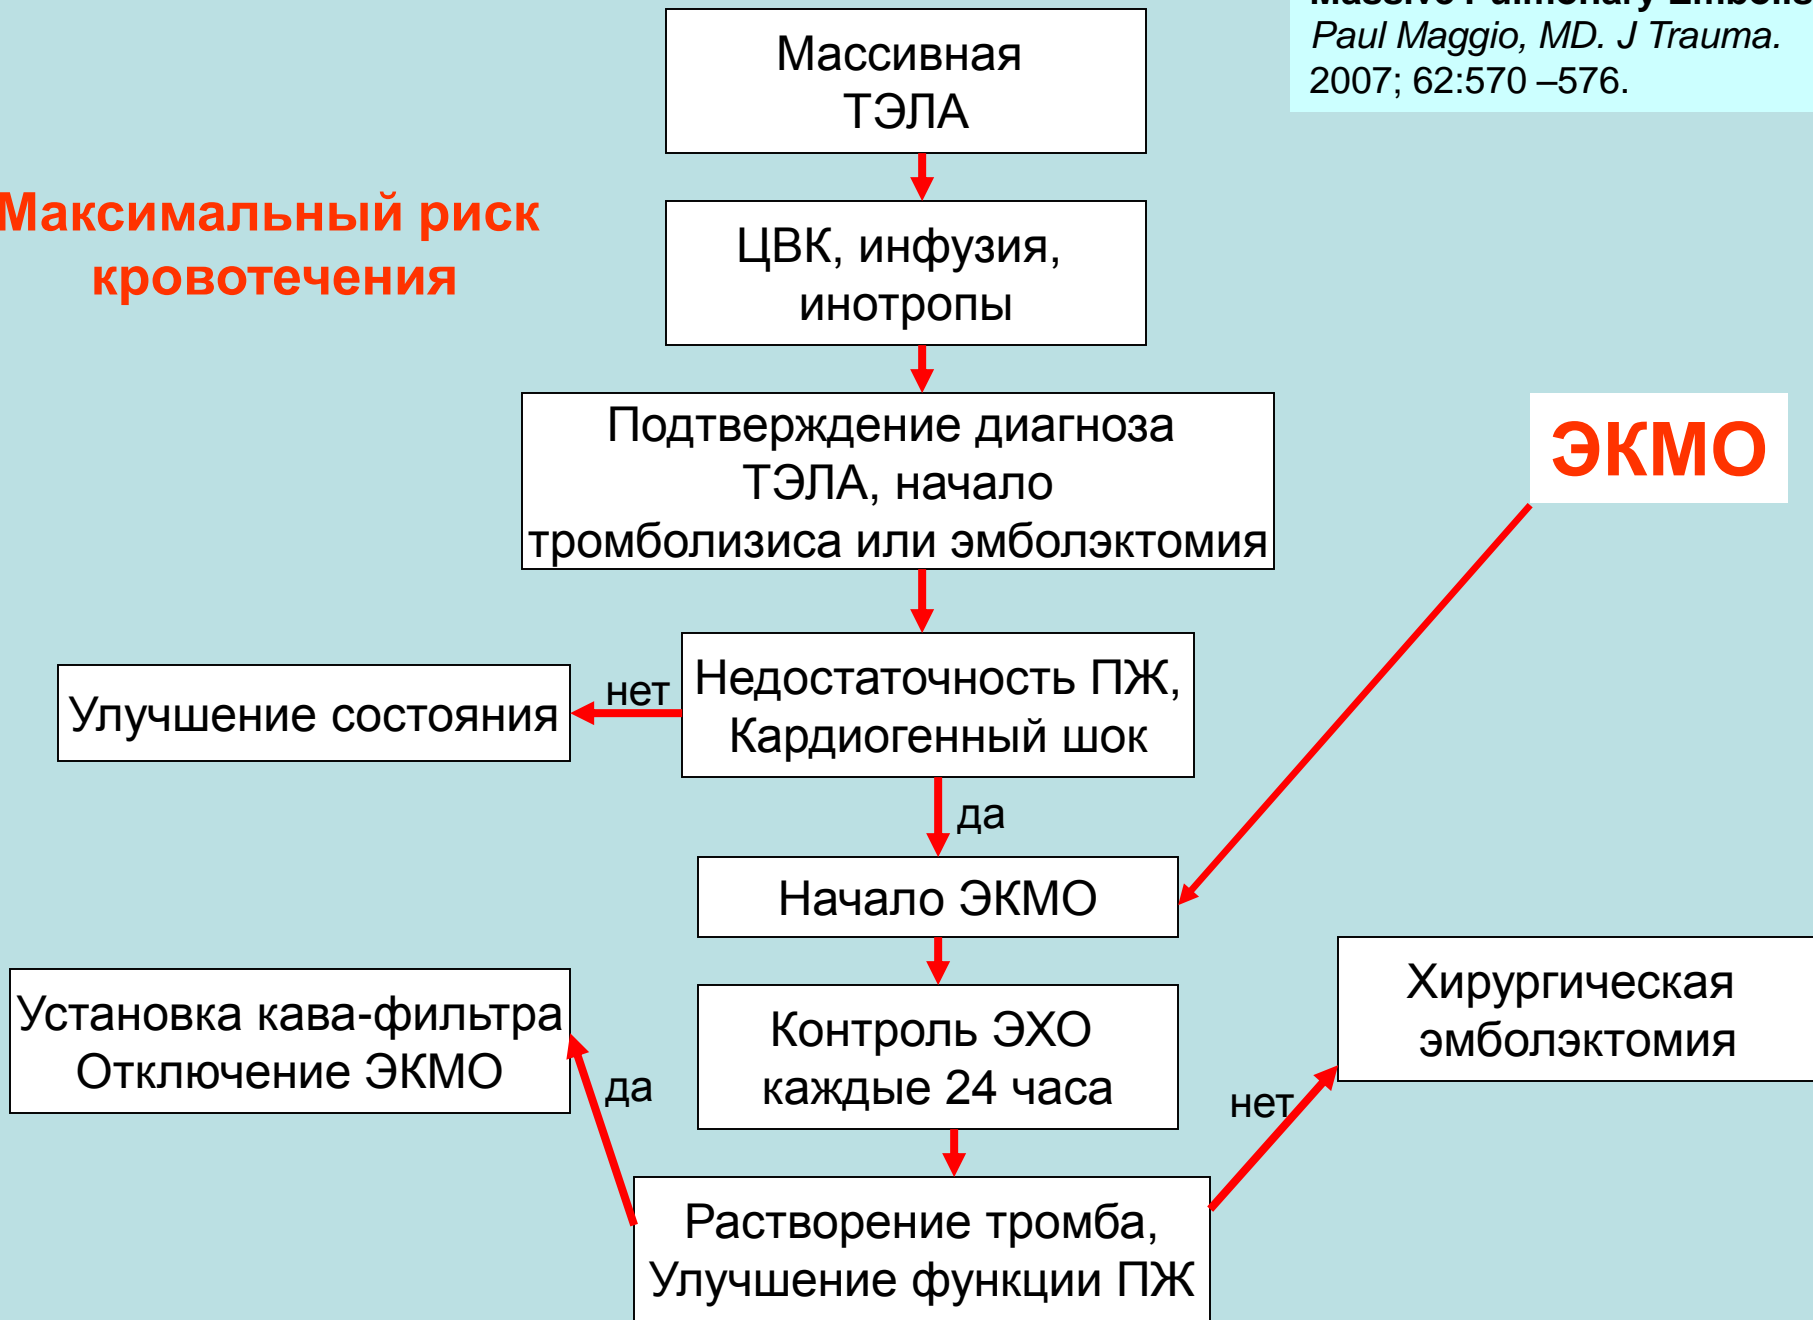 Massive Pulmonary
Paul Maggio, MD. J Trauma.
2007; 62:570 –576.
Массивная
ТЭЛА
Максимальный риск
кровотечения
ЦВК, инфузия,
инотропы
Подтверждение диагноза
ТЭЛА, начало
тромболизиса или эмболэктомия
ЭКМО
Недостаточность ПЖ,
Кардиогенный шок
нет
Улучшение состояния
да
Начало ЭКМО
Контроль ЭХО
каждые 24 часа
Установка кава-фильтра
Отключение ЭКМО
Хирургическая
эмболэктомия
да
нет
Растворение тромба,
Улучшение функции ПЖ